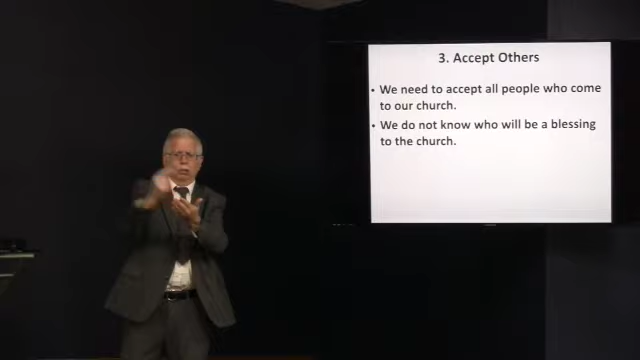 3. Accept Others
• We need to accept all people who come
to our church.
• We do not know who will be a blessing
to the church.